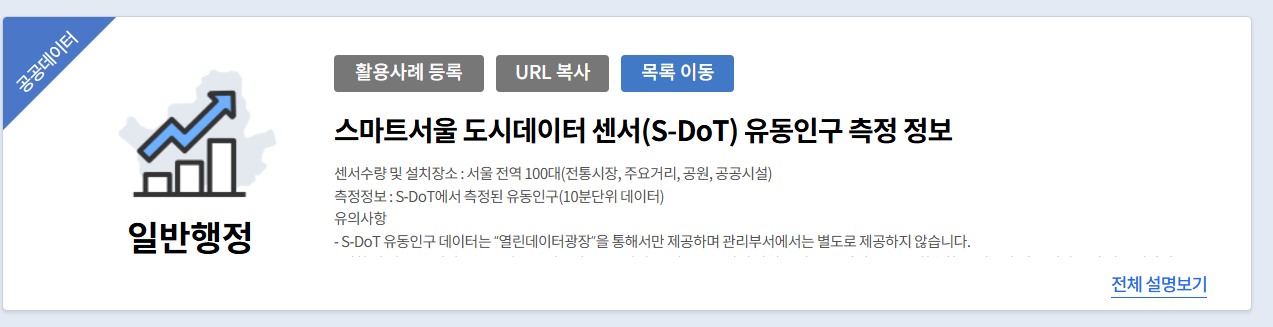 공공데이터
활용사례 등록
URL 복사
목록 이동
스마트서울 도시데이터 센서(S-DoT) 유동인구 측정 정보
센서수량 및 설치장소 : 서울 전역 100대(전통시장, 주요거리, 공원, 공공시설)
측정정보 : S-DoT에서 측정된 유동인구(10분단위 데이터)
유의사항
- S-DoT 유동인구 데이터는 “열린데이터광장”을 통해서만 제공하며 관리부서에서는 별도로 제공하지 않습니다.
일반행정
전체 설명보기